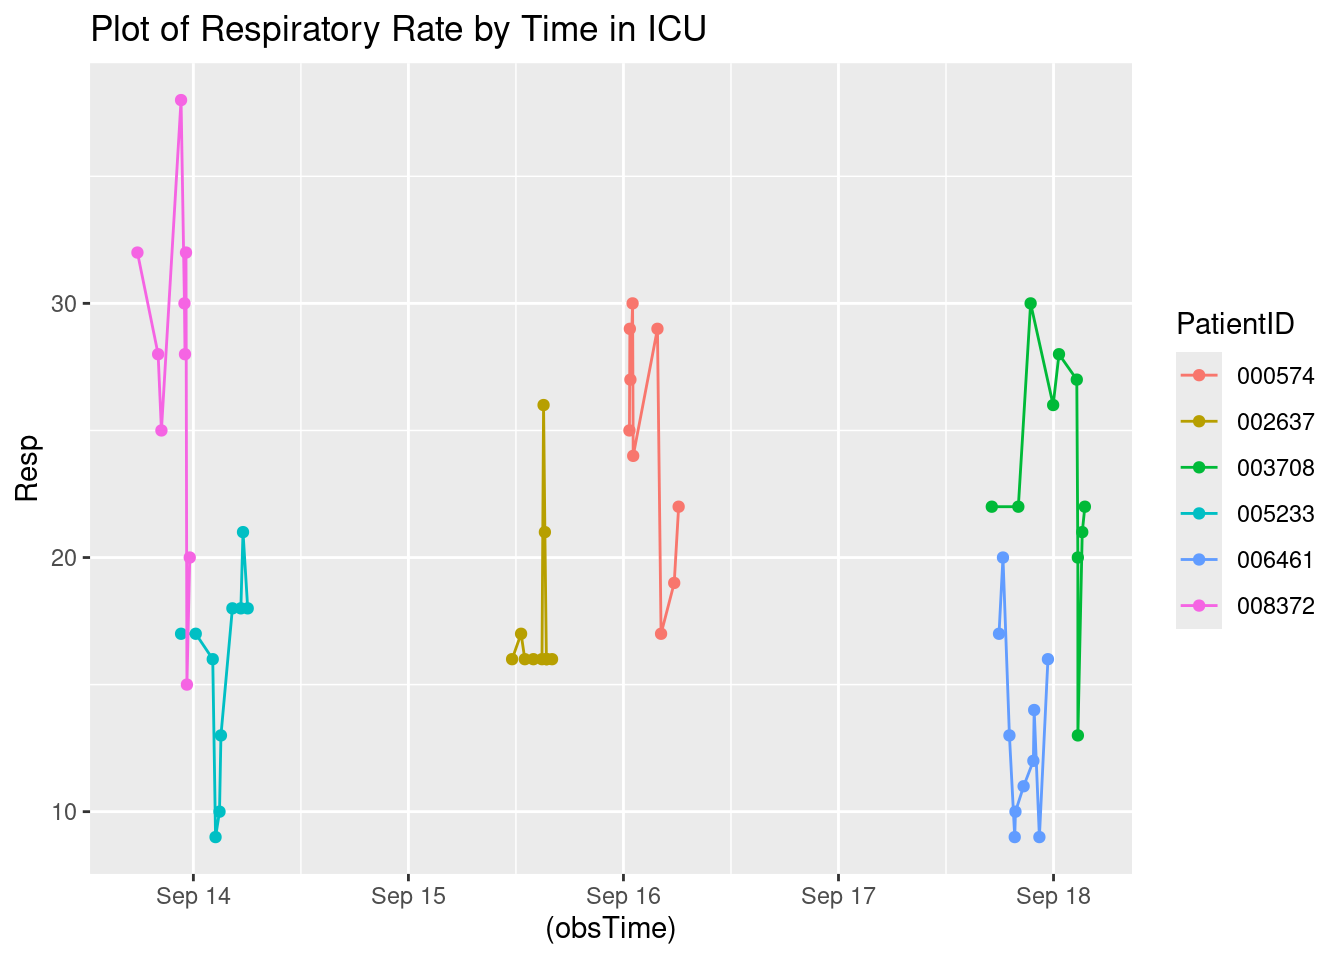 Plot of Respiratory Rate by Time in ICU
Resp
30
20
10
Sep 14
Sep 15
Sep 16
Sep 17
Sep 18
(obsTime)
PatientID
000574
002637
003708
005233
006461
008372